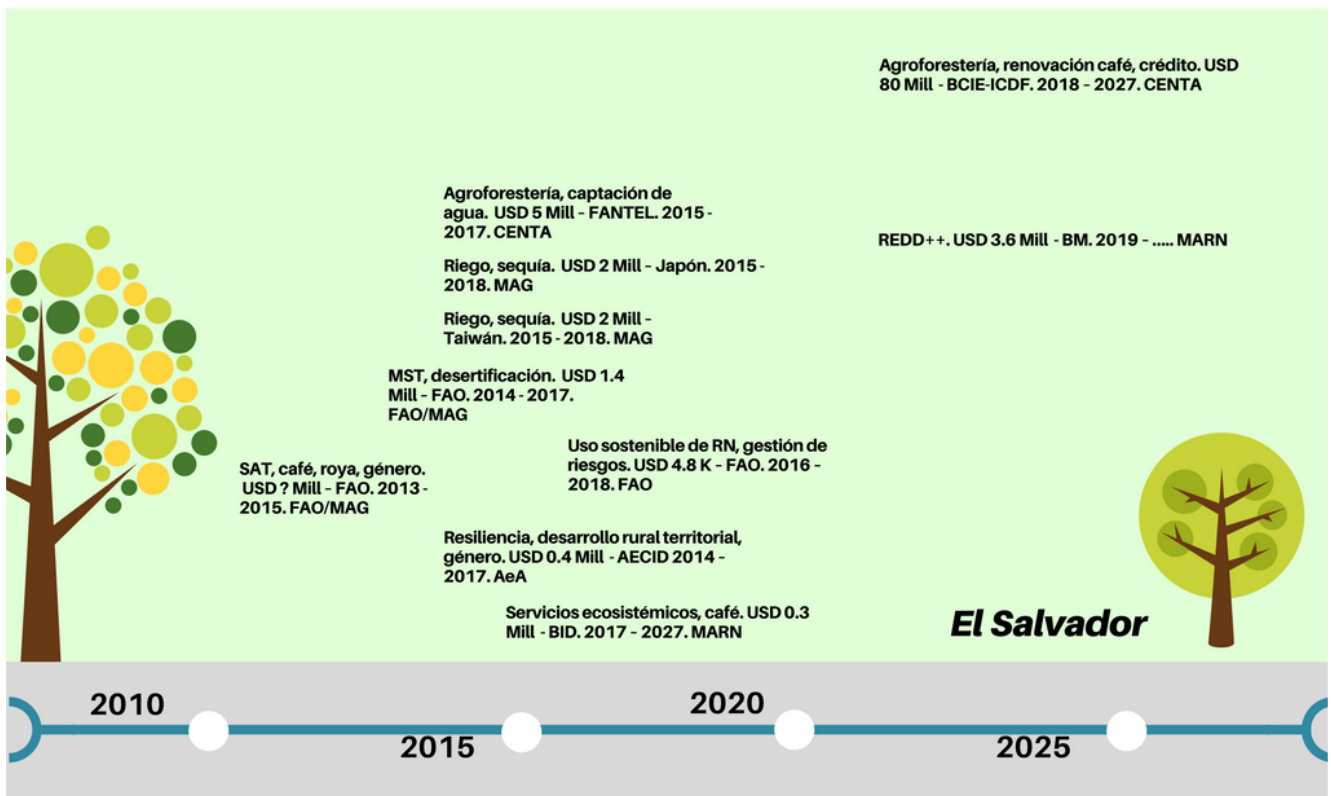 Agroforestería, renovación café, crédito. USD
80 Mill - BCIE-ICDF. 2018 – 2027. CENTA
Agroforestería, captación de
agua. USD 5 Mill – FANTEL. 2015 -
2017. CENTA
REDD++. USD 3.6 Mill - BM. 2019 - ..... MARN
Riego, sequía. USD 2 Mill – Japón. 2015 -
2018. MAG
Riego, sequía. USD 2 Mill –
Taiwán. 2015 - 2018. MAG
MST, desertificación. USD 1.4
Mill – FAO. 2014 - 2017.
FAO/MAG
Uso sostenible de RN, gestión de
riesgos. USD 4.8 K – FAO. 2016 –
2018. FAO
SAT, café, roya, género.
USD ? Mill – FAO. 2013 -
2015. FAO/MAG
Resiliencia, desarrollo rural territorial,
género. USD 0.4 Mill - AECID 2014 –
2017. AeA
Servicios ecosistémicos, café. USD 0.3
Mill - BID. 2017 – 2027. MARN
El Salvador
2010
2015
2020
2025